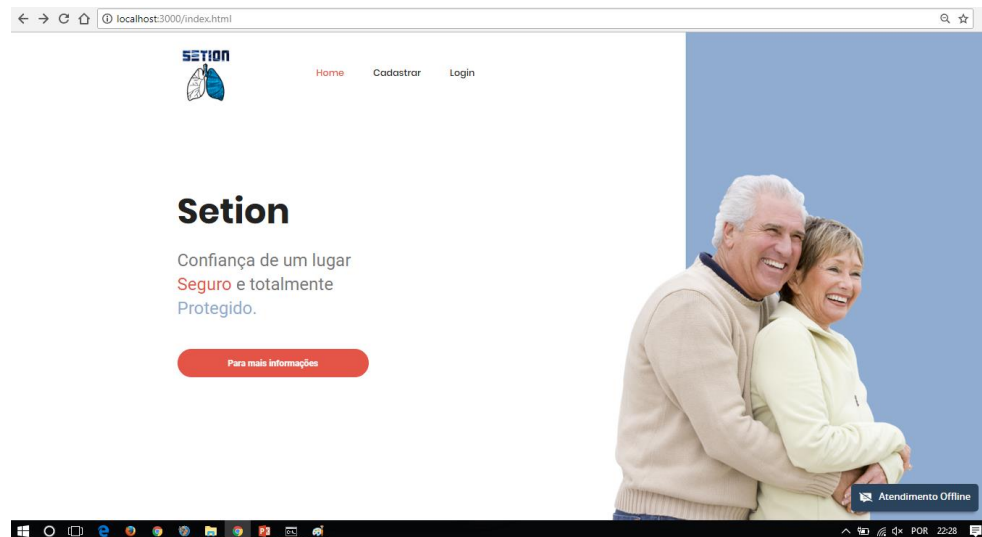 localhost:3000/index.html
SETION
Home Cadastrar Login
Setion
Confiança de um lugar
Seguro e totalmente
Protegido.
Para mais informações
Atendimento Offline
POR 22:28